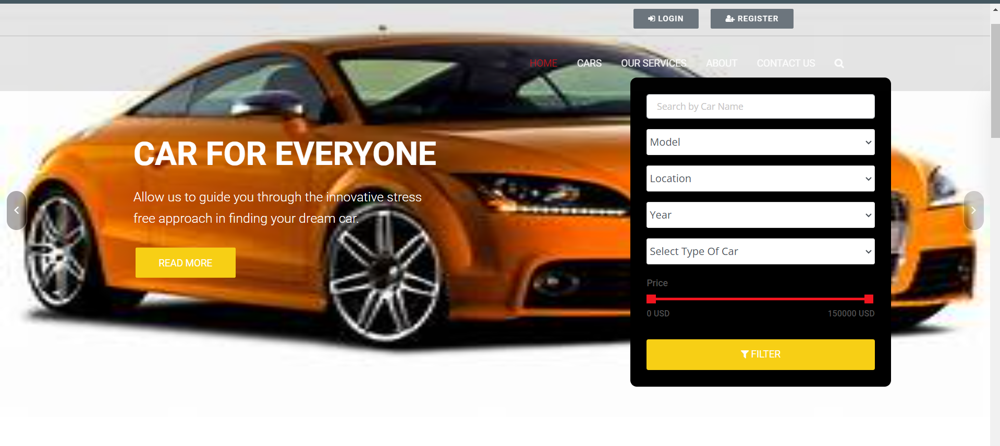 LOGIN
REGISTER
HOME
CARS
OUR SERVICES
ABOUT
CONTACT US
CAR FOR EVERYONE
Allow us to guide you through the innovative stress
free approach in finding your dream car.
READ MORE
Search by Car Name
Model
Location
Year
Select Type Of Car
Price
0 USD
150000 USD
FILTER